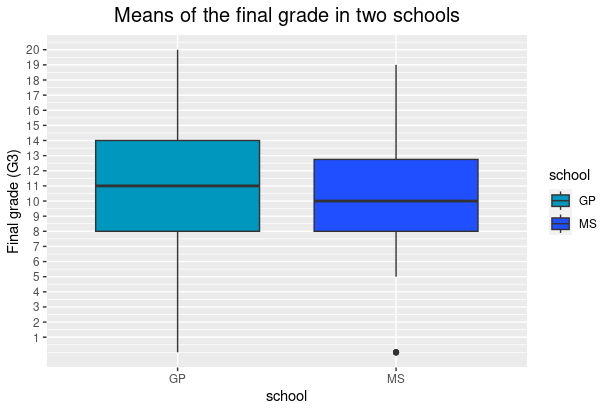 Means of the final grade in two schools
Final grade (G3)
20
19
18
17
16
15
14
13
12
11
10
9
8
7
6
5
4
3
2
1
GP
MS
school
school
GP
MS